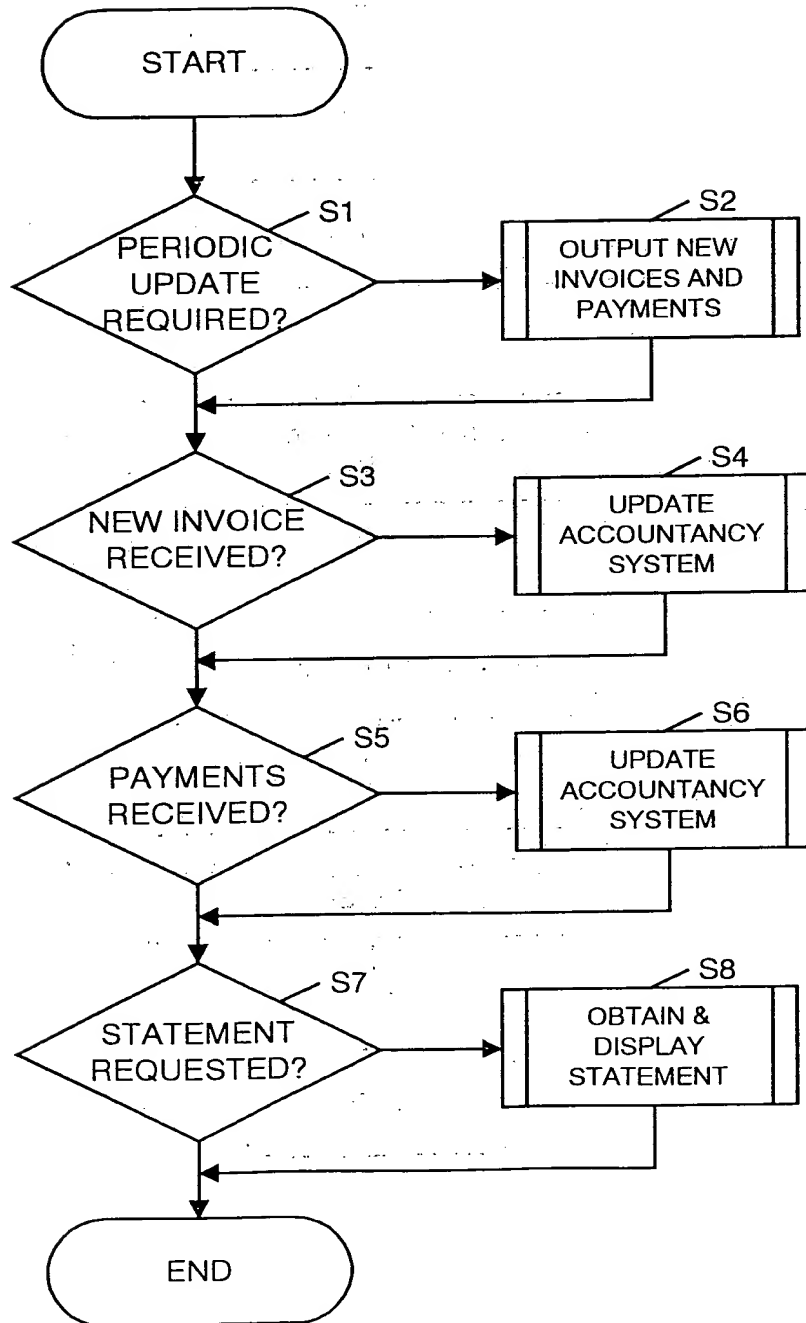 START
S1
PERIODIC
UPDATE
REQUIRED?
S2
OUTPUT NEW
INVOICES AND
PAYMENTS
S3
NEW INVOICE
RECEIVED?
S4
UPDATE
ACCOUNTANCY
SYSTEM
S5
PAYMENTS
RECEIVED?
S6
UPDATE
ACCOUNTANCY
SYSTEM
S7
STATEMENT
REQUESTED?
S8
OBTAIN &
DISPLAY
STATEMENT
END